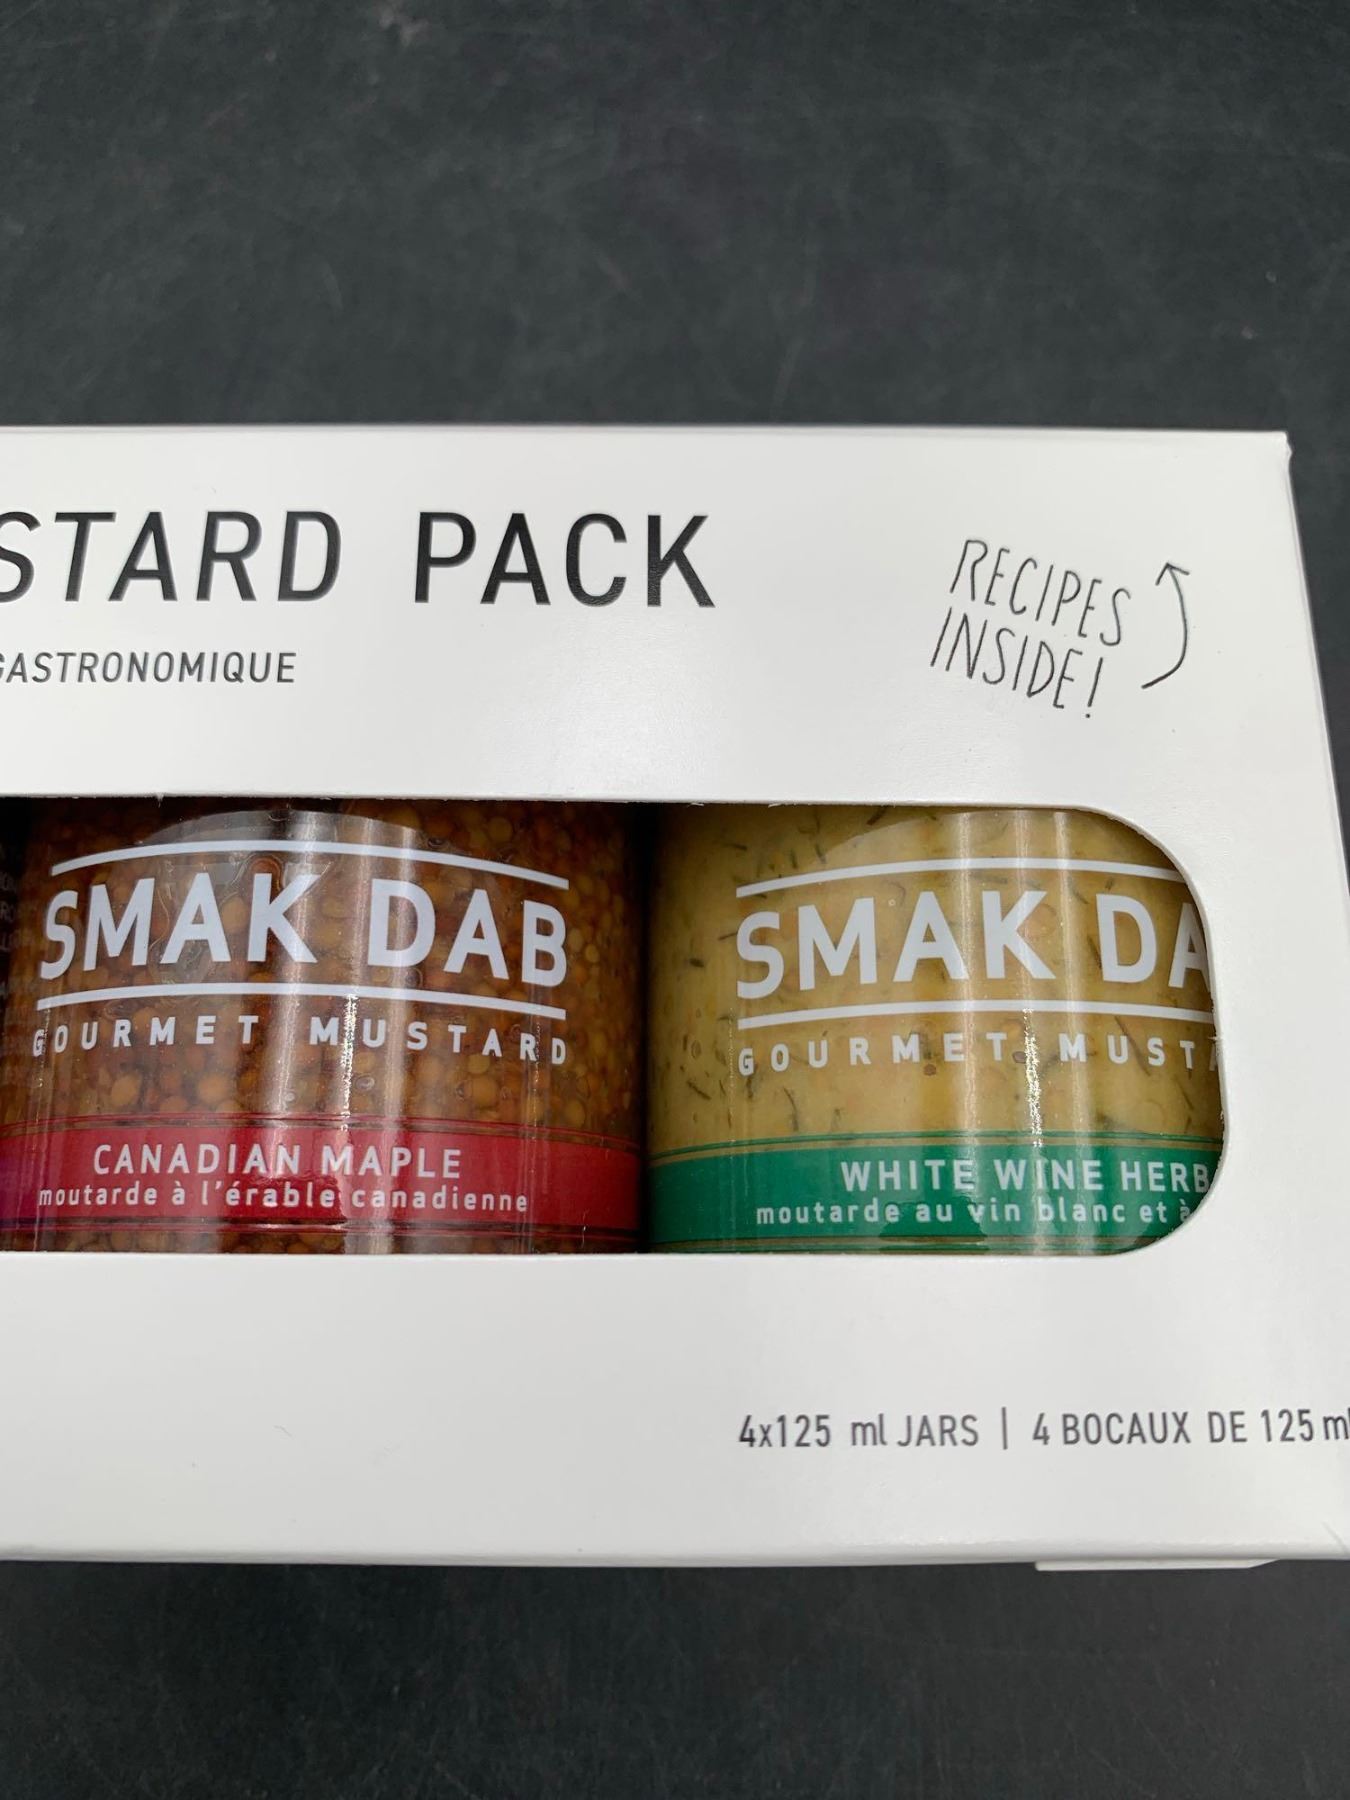 STARD PACK
GASTRONOMIQUE
RECIPES
INSIDE!
SMAK DAB
GOURMET MUSTARD
CANADIAN MAPLE
moutarde à l'érable canadienne
SMAK DA
GOURMET MUSTA
WHITE WINE HERB
moutarde au vin blanc et à
4x125 ml JARS | 4 BOCAUX DE 125 ml